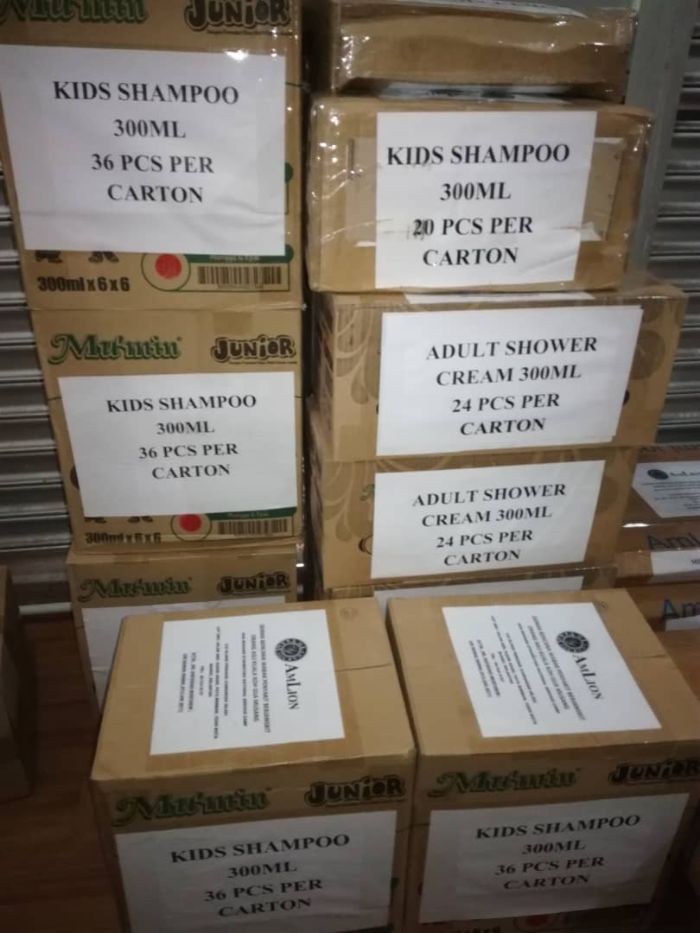 Mu'min JUNIOR
KIDS SHAMPOO
300ML
36 PCS PER
CARTON
300ml x 6 x 6
KIDS SHAMPOO
300ML
20 PCS PER
CARTON
Mu'min JUNIOR
KIDS SHAMPOO
300ML
36 PCS PER
CARTON
300ml x 6 x 6
ADULT SHOWER
CREAM 300ML
24 PCS PER
CARTON
ADULT SHOWER
CREAM 300ML
24 PCS PER
CARTON
Mu'min JUNIOR
AMLION
AMLION
Mu'min JUNIOR
KIDS SHAMPOO
300ML
36 PCS PER
CARTON
Mu'min JUNIOR
KIDS SHAMPOO
300ML
36 PCS PER
CARTON